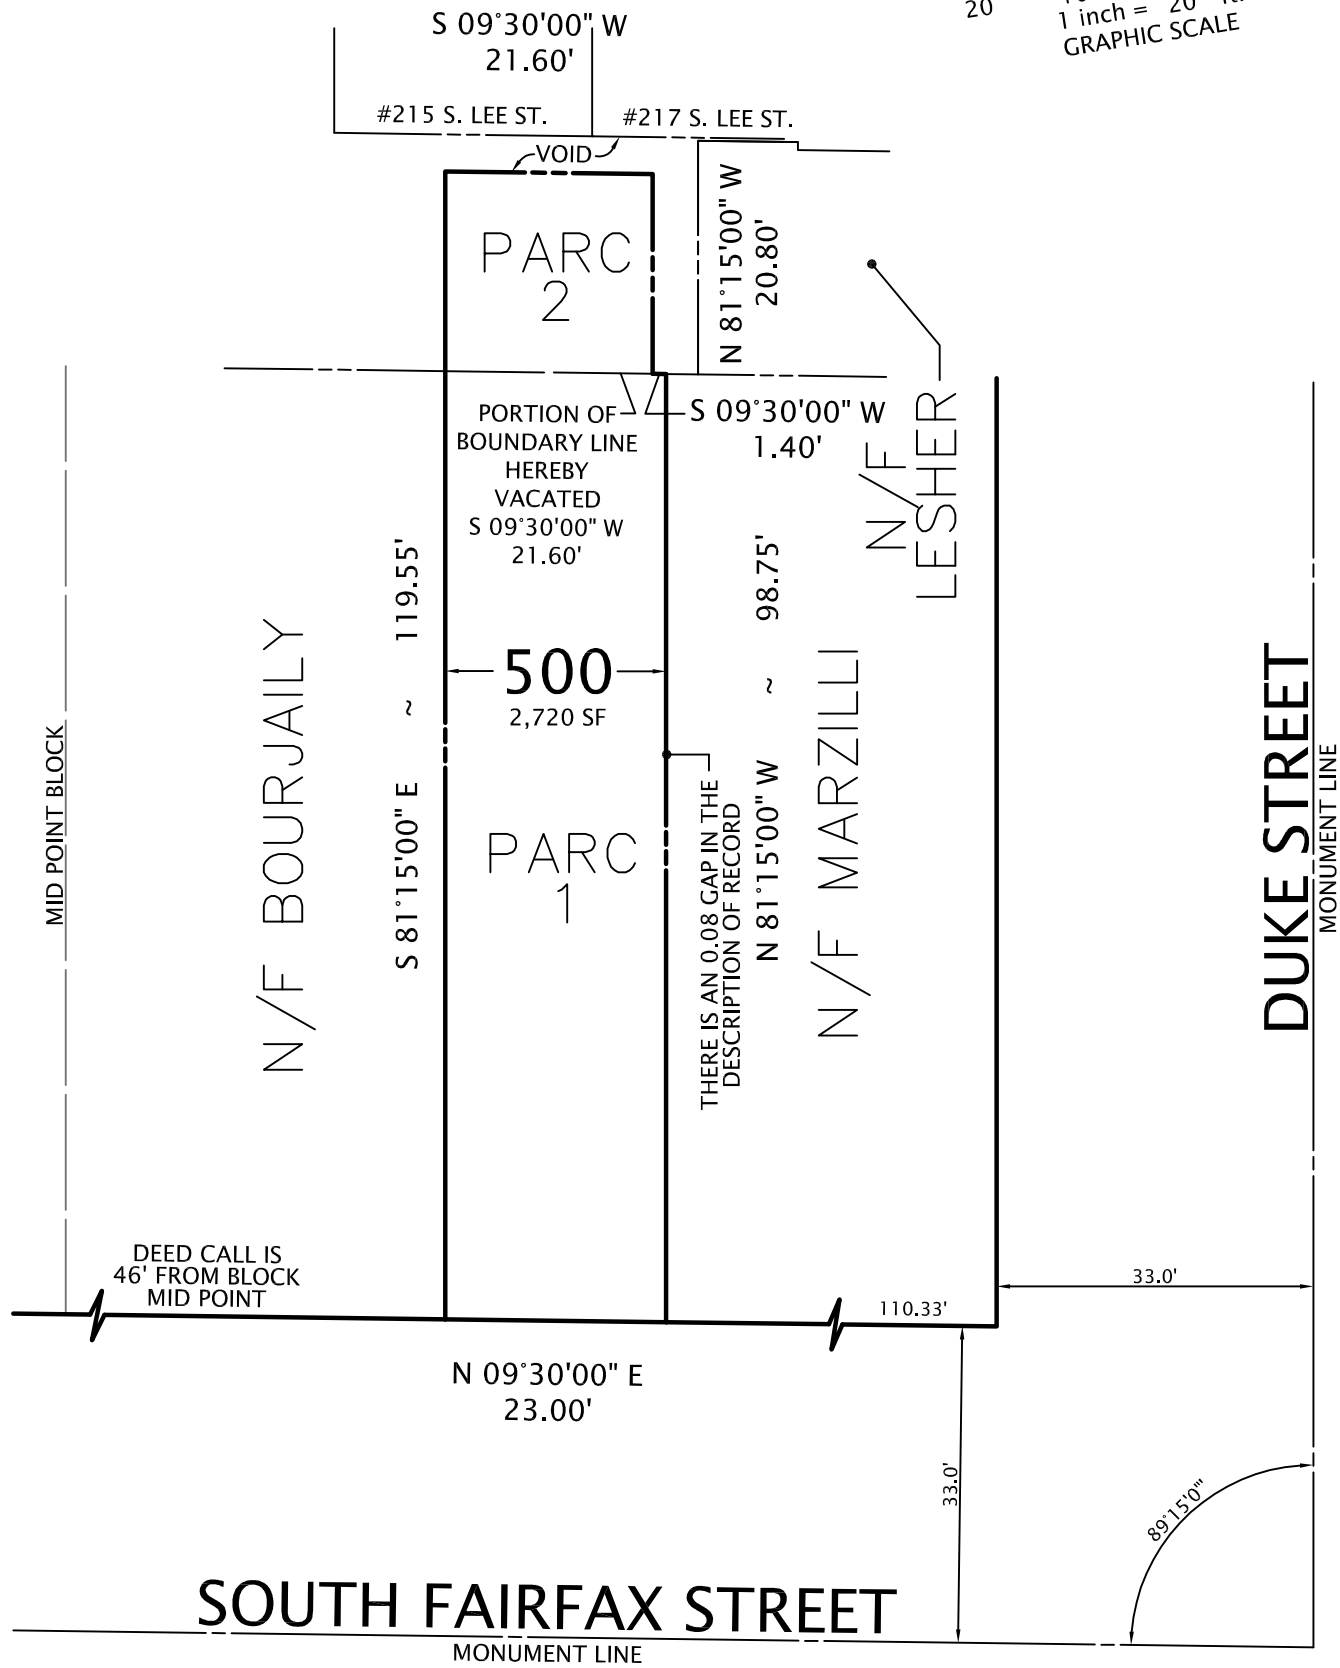 S 09°30'00" W
21.60'
20
1 inch = 20
GRAPHIC SCALE
#215 S. LEE ST.
#217 S. LEE ST.
VOID
PARC
2
N 81°15'00" W
20.80'
PORTION OF
BOUNDARY LINE
HEREBY
VACATED
S 09°30'00" W
21.60'
S 09°30'00" W
1.40'
N/F
LESHER
S 81°15'00" E ~ 119.55'
500
2,720 SF
N 81°15'00" W ~ 98.75'
N/F BOURJAILY
PARC
1
THERE IS AN 0.08 GAP IN THE
DESCRIPTION OF RECORD
N/F MARZILLI
MID POINT BLOCK
DUKE STREET
MONUMENT LINE
DEED CALL IS
46' FROM BLOCK
MID POINT
110.33'
33.0'
N 09°30'00" E
23.00'
33.0'
89°15'0"'
SOUTH FAIRFAX STREET
MONUMENT LINE